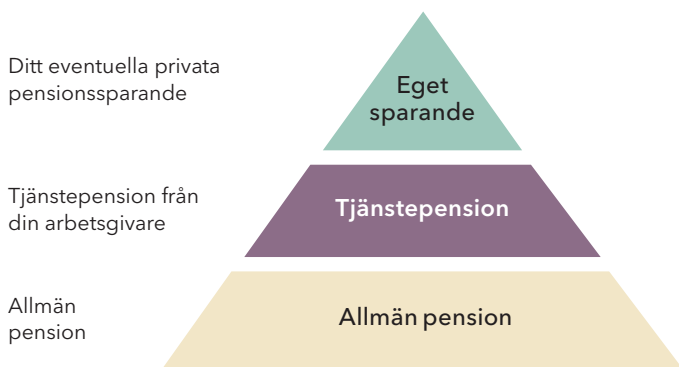 Ditt eventuella privata
pensionssparande
Eget
sparande
Tjänstepension från
din arbetsgivare
Tjänstepension
Allmän
pension
Allmän pension